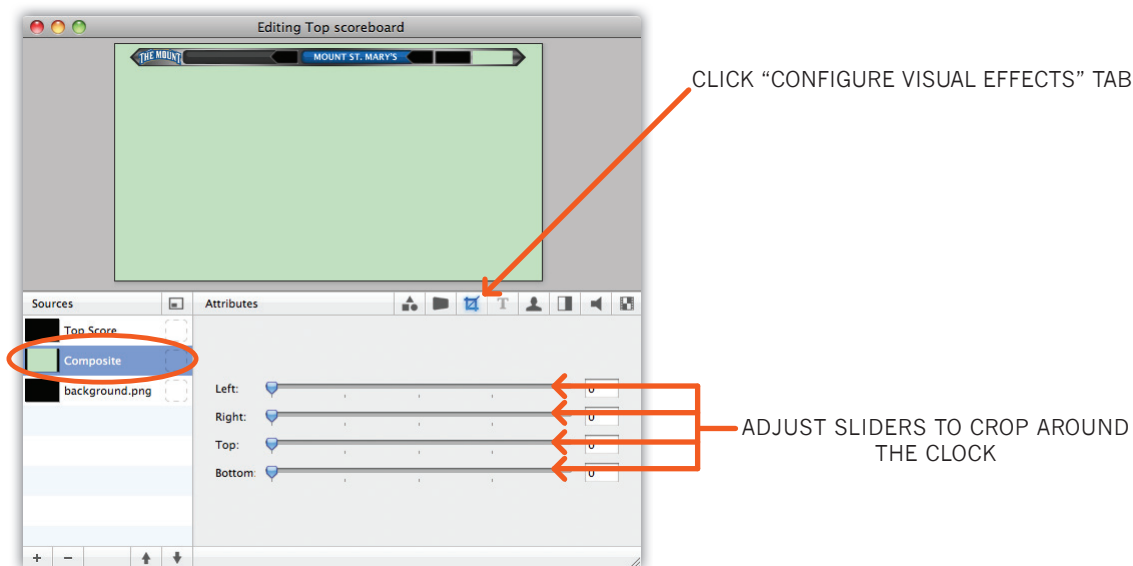 Editing Top scoreboard
THE MOUNT
MOUNT ST. MARY'S
CLICK “CONFIGURE VISUAL EFFECTS” TAB
Sources
Attributes
T
Top Score
Composite
background.png
Left:
0
Right:
0
Top:
0
Bottom:
0
ADJUST SLIDERS TO CROP AROUND
THE CLOCK